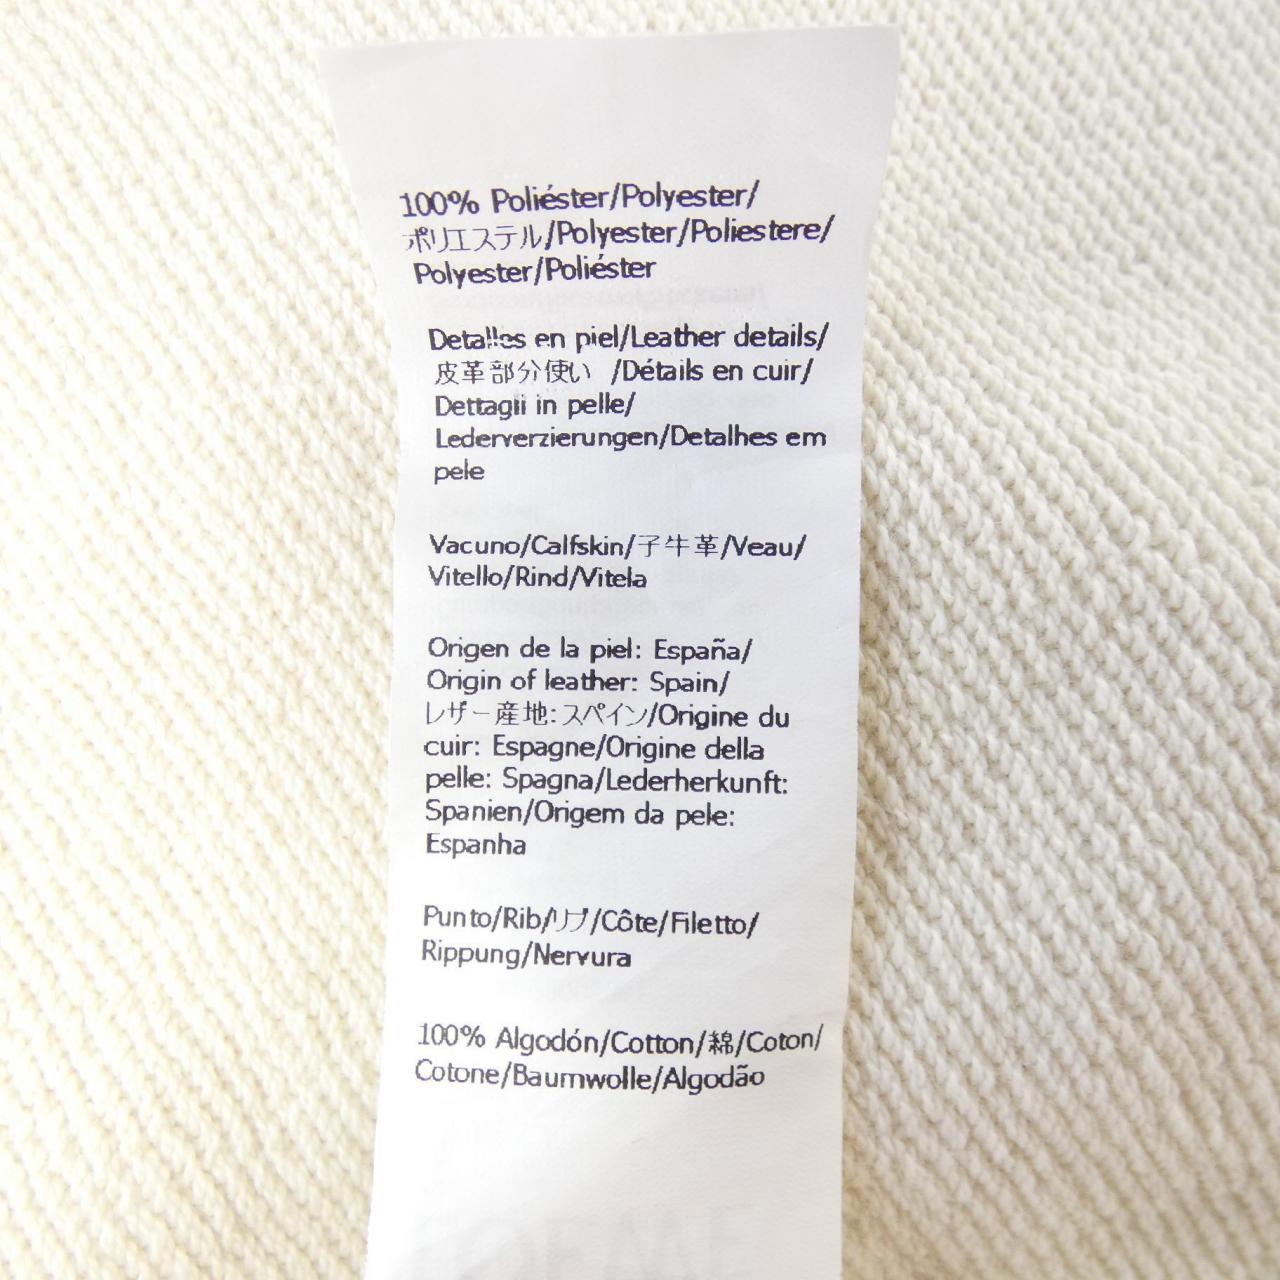 100% Poliéster/Polyester/
ポリエステル/Polyester/Poliestere/
Polyester/Poliéster
Detalles en piel/Leather details/
皮革部分使い /Détails en cuir/
Dettagli in pelle/
Lederverzierungen/Detalhes em
pele
Vacuno/Calfskin/子牛革/Veau/
Vitello/Rind/Vitela
Origen de la piel: España/
Origin of leather: Spain/
レザー産地:スペイン/Origine du
cuir: Espagne/Origine della
pelle: Spagna/Lederherkunft:
Spanien/Origem da pele:
Espanha
Punto/Rib/リブ/Côte/Filetto/
Rippung/Nervura
100% Algodón/Cotton/綿/Coton/
Cotone/Baumwolle/Algodão